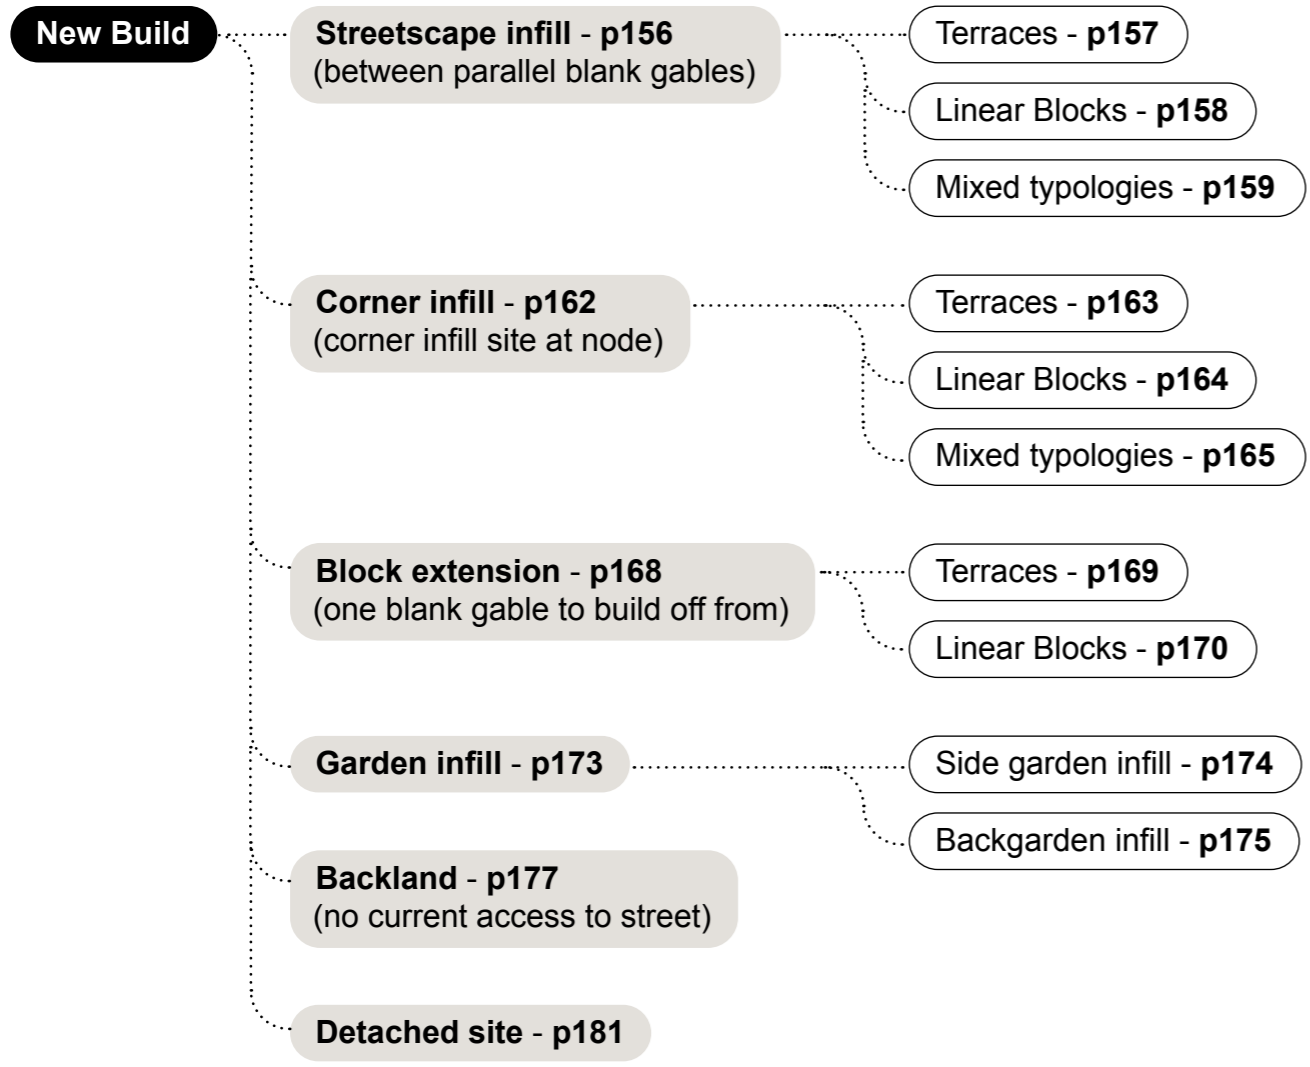 New Build
Streetscape infill - p156
(between parallel blank gables)
Terraces - p157
Linear Blocks - p158
Mixed typologies - p159
Corner infill - p162
(corner infill site at node)
Terraces - p163
Linear Blocks - p164
Mixed typologies - p165
Block extension - p168
(one blank gable to build off from)
Terraces - p169
Linear Blocks - p170
Garden infill - p173
Side garden infill - p174
Backgarden infill - p175
Backland - p177
(no current access to street)
Detached site - p181